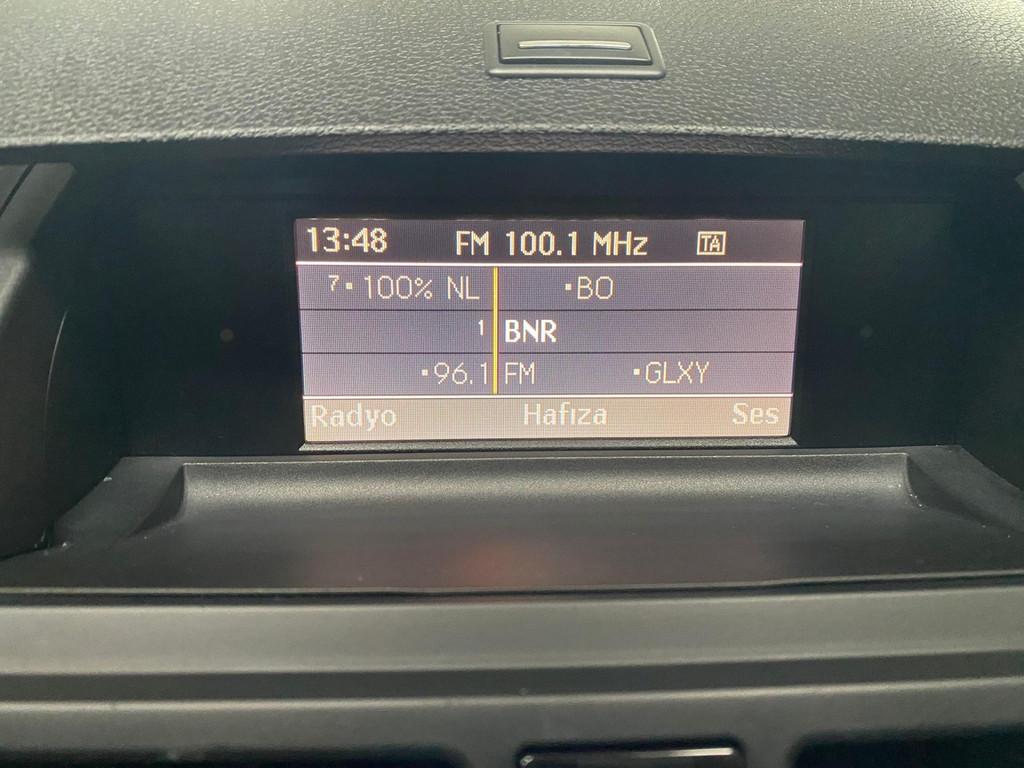 13:48 FM 100.1 MHz TA
7 • 100% NL • BO
1 BNR
• 96.1 FM • GLXY
Radyo Hafıza Ses